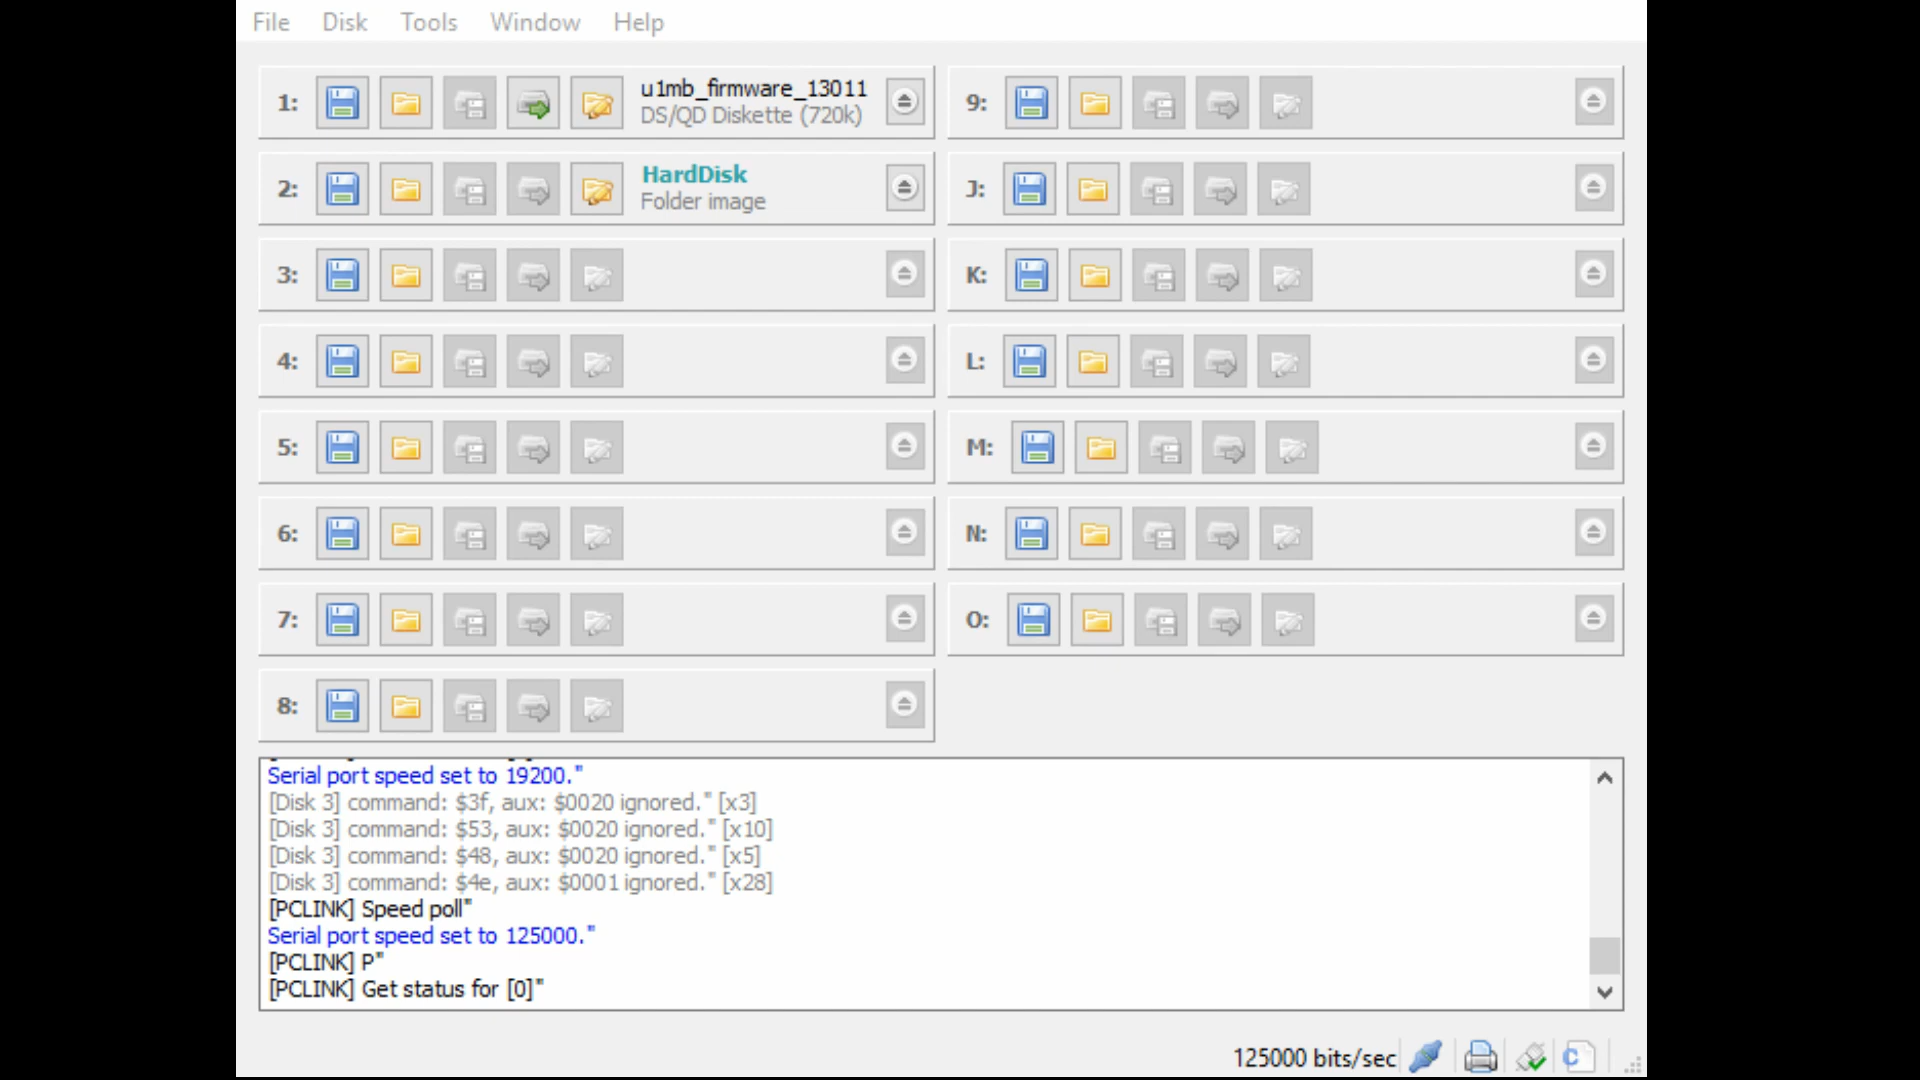 File Disk Tools Window Help
1: u1mb_firmware_13011
DS/QD Diskette (720k)
9:
2: HardDisk
Folder image
J:
3:
K:
4:
L:
5:
M:
6:
N:
7:
O:
8:
Serial port speed set to 19200."
[Disk 3] command: $3f, aux: $0020 ignored." [x3]
[Disk 3] command: $53, aux: $0020 ignored." [x10]
[Disk 3] command: $48, aux: $0020 ignored." [x5]
[Disk 3] command: $4e, aux: $0001 ignored." [x28]
[PCLINK] Speed poll"
Serial port speed set to 125000."
[PCLINK] P"
[PCLINK] Get status for [0]"
125000 bits/sec